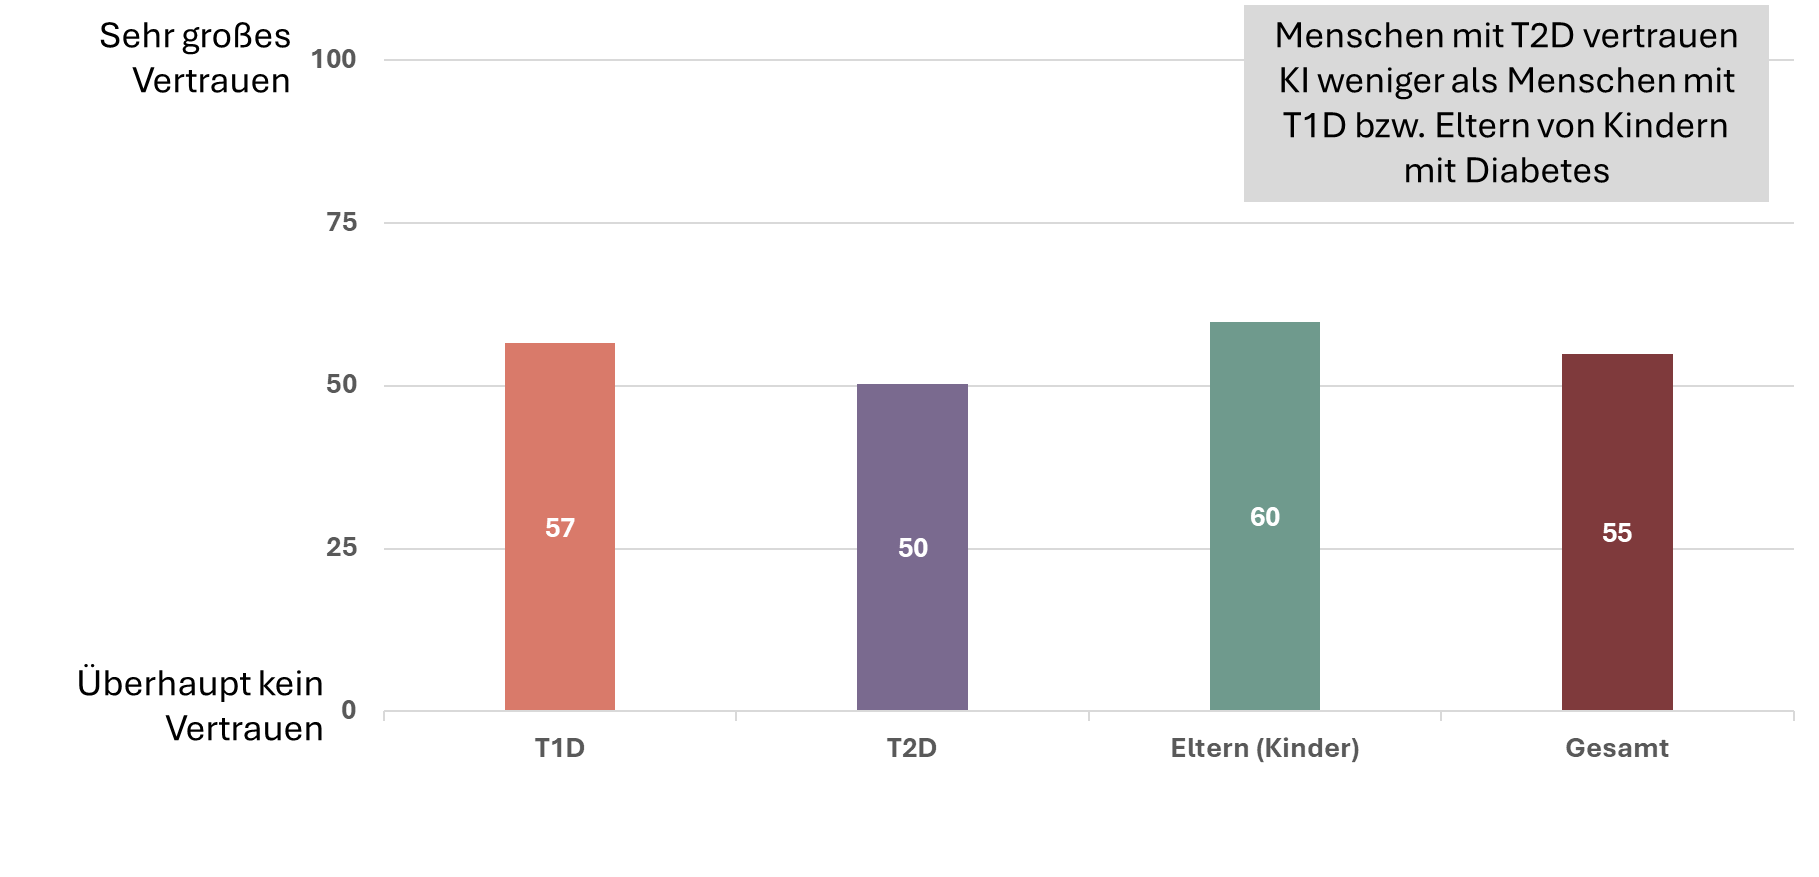 Sehr großes
Vertrauen
100
Menschen mit T2D vertrauen
KI weniger als Menschen mit
T1D bzw. Eltern von Kindern
mit Diabetes
75
50
25
57
50
60
55
Überhaupt kein
Vertrauen
0
T1D
T2D
Eltern (Kinder)
Gesamt